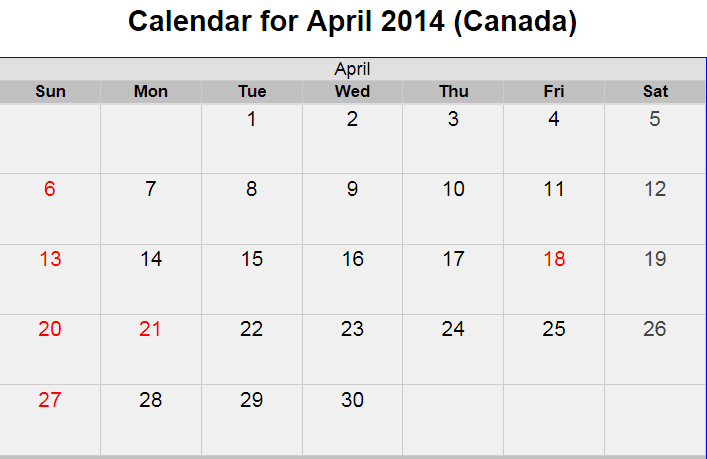 Calendar for April 2014 (Canada)
April
Sun Mon Tue Wed Thu Fri Sat
1 2 3 4 5
6 7 8 9 10 11 12
13 14 15 16 17 18 19
20 21 22 23 24 25 26
27 28 29 30